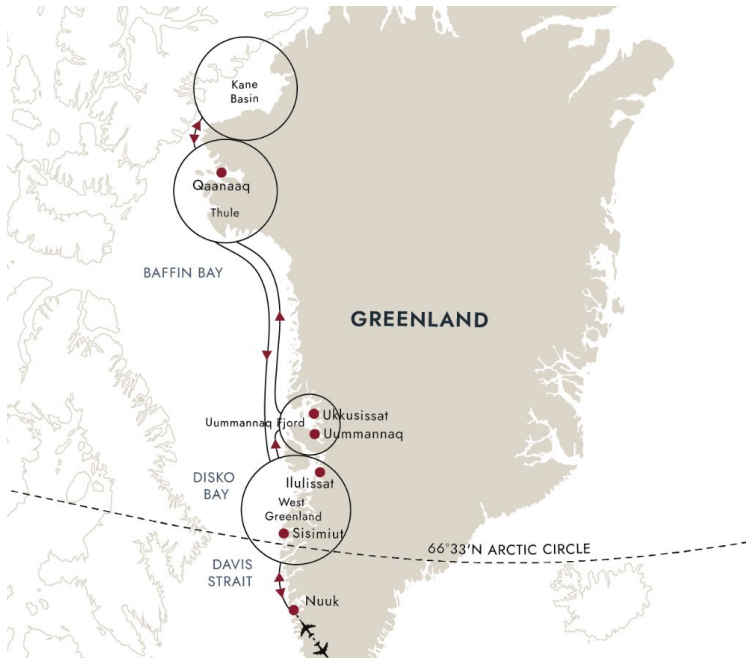 Kane
Basin
Qaanaaq
Thule
BAFFIN BAY
GREENLAND
Ukkusissat
Uummannaq Fjord
Uummannaq
DISKO
BAY
Ilulissat
West
Greenland
Sisimiut
66°33'N ARCTIC CIRCLE
DAVIS
STRAIT
Nuuk